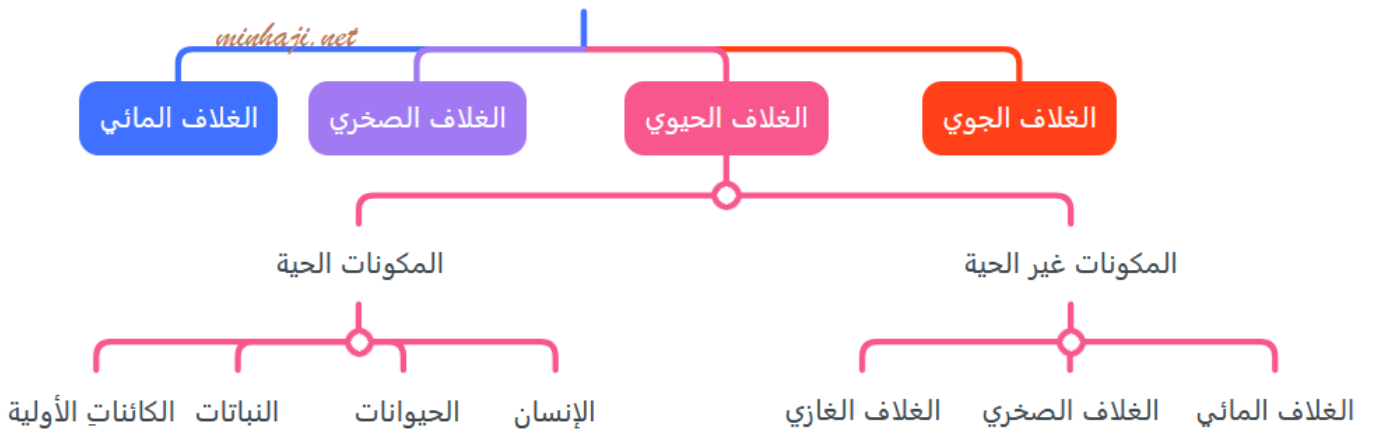 minhaji.net
الغلاف الجوي
الغلاف الحيوي
الغلاف الصخري
الغلاف المائي
المكونات غير الحية
المكونات الحية
الغلاف المائي
الغلاف الصخري
الغلاف الغازي
الإنسان
الحيوانات
النباتات
الكائناتِ الأولية